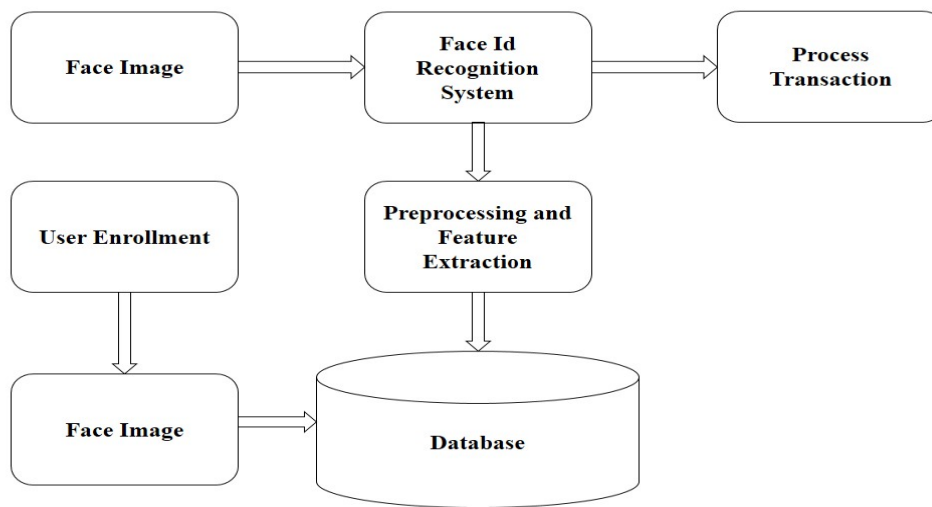 Face Image
Face Id
Recognition
System
Process
Transaction
User Enrollment
Preprocessing and
Feature
Extraction
Face Image
Database